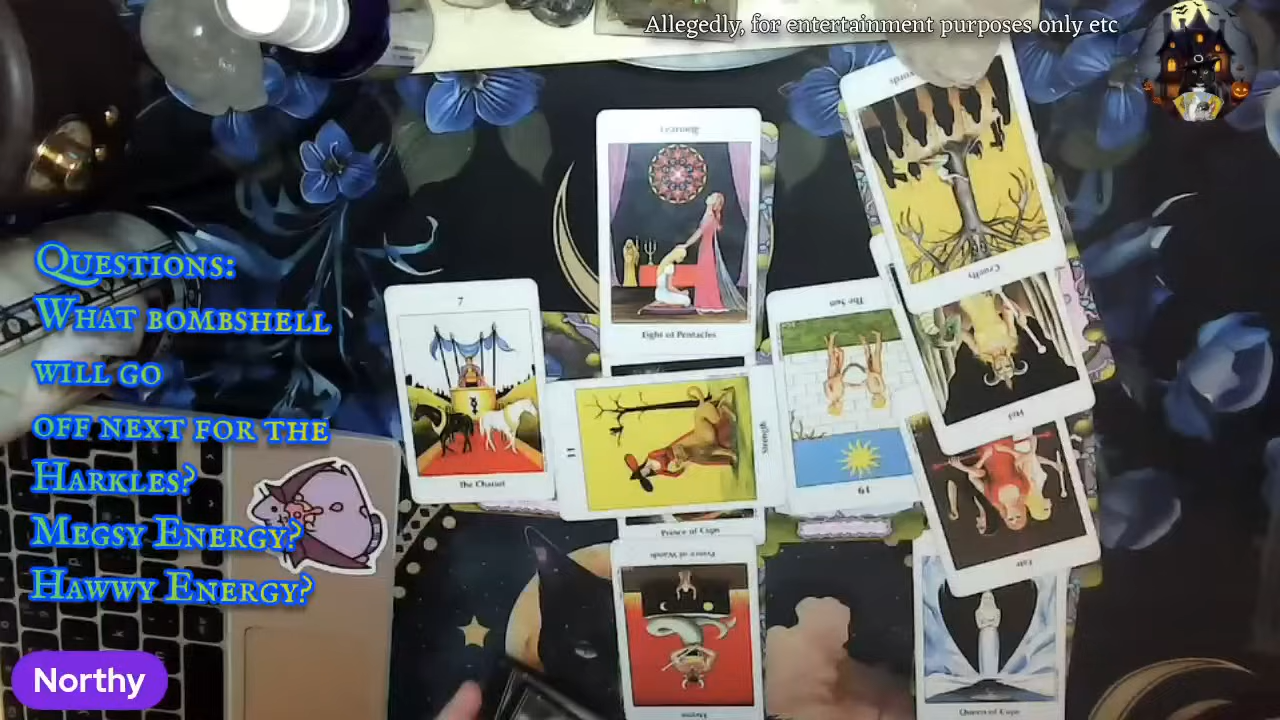 Allegedly, for entertainment purposes only etc
Questions:
What bombshell
will go
off next for the
Harkles?
Megsy Energy?
Hawwy Energy?
Northy
Learning
Eight of Pentacles
7
The Chariot
11
Strength
The Sun
19
Prince of Cups
Prince of Wands
Cruelty
Queen of Cups